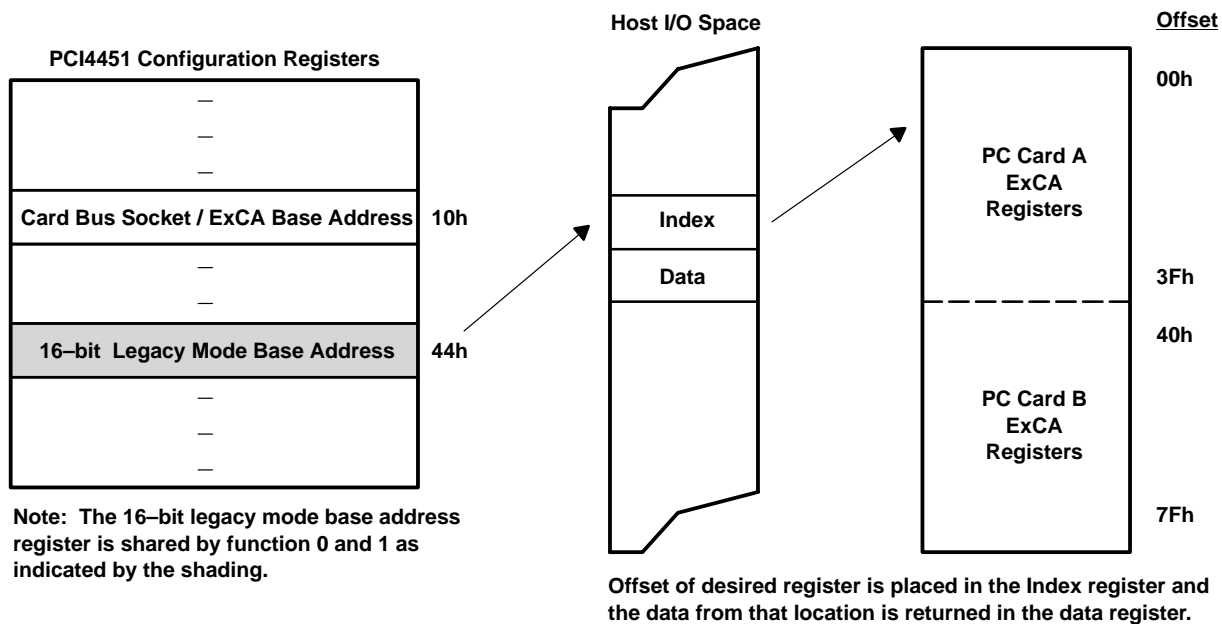 PCI4451 Configuration Registers
—
—
—
Card Bus Socket / ExCA Base Address
10h
—
—
16–bit Legacy Mode Base Address
44h
—
—
—
Note: The 16–bit legacy mode base address
register is shared by function 0 and 1 as
indicated by the shading.
Host I/O Space
Index
Data
Offset
00h
PC Card A
ExCA
Registers
3Fh
40h
PC Card B
ExCA
Registers
7Fh
Offset of desired register is placed in the Index register and
the data from that location is returned in the data register.